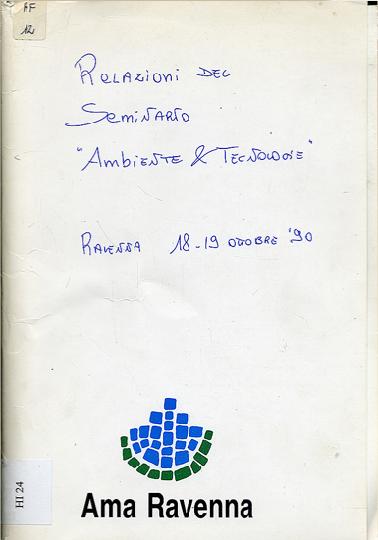 AF
12
Relazioni del
Seminario
"Ambiente & Tecnologie"
Ravenna 18-19 ottobre '90
HI 24
Ama Ravenna